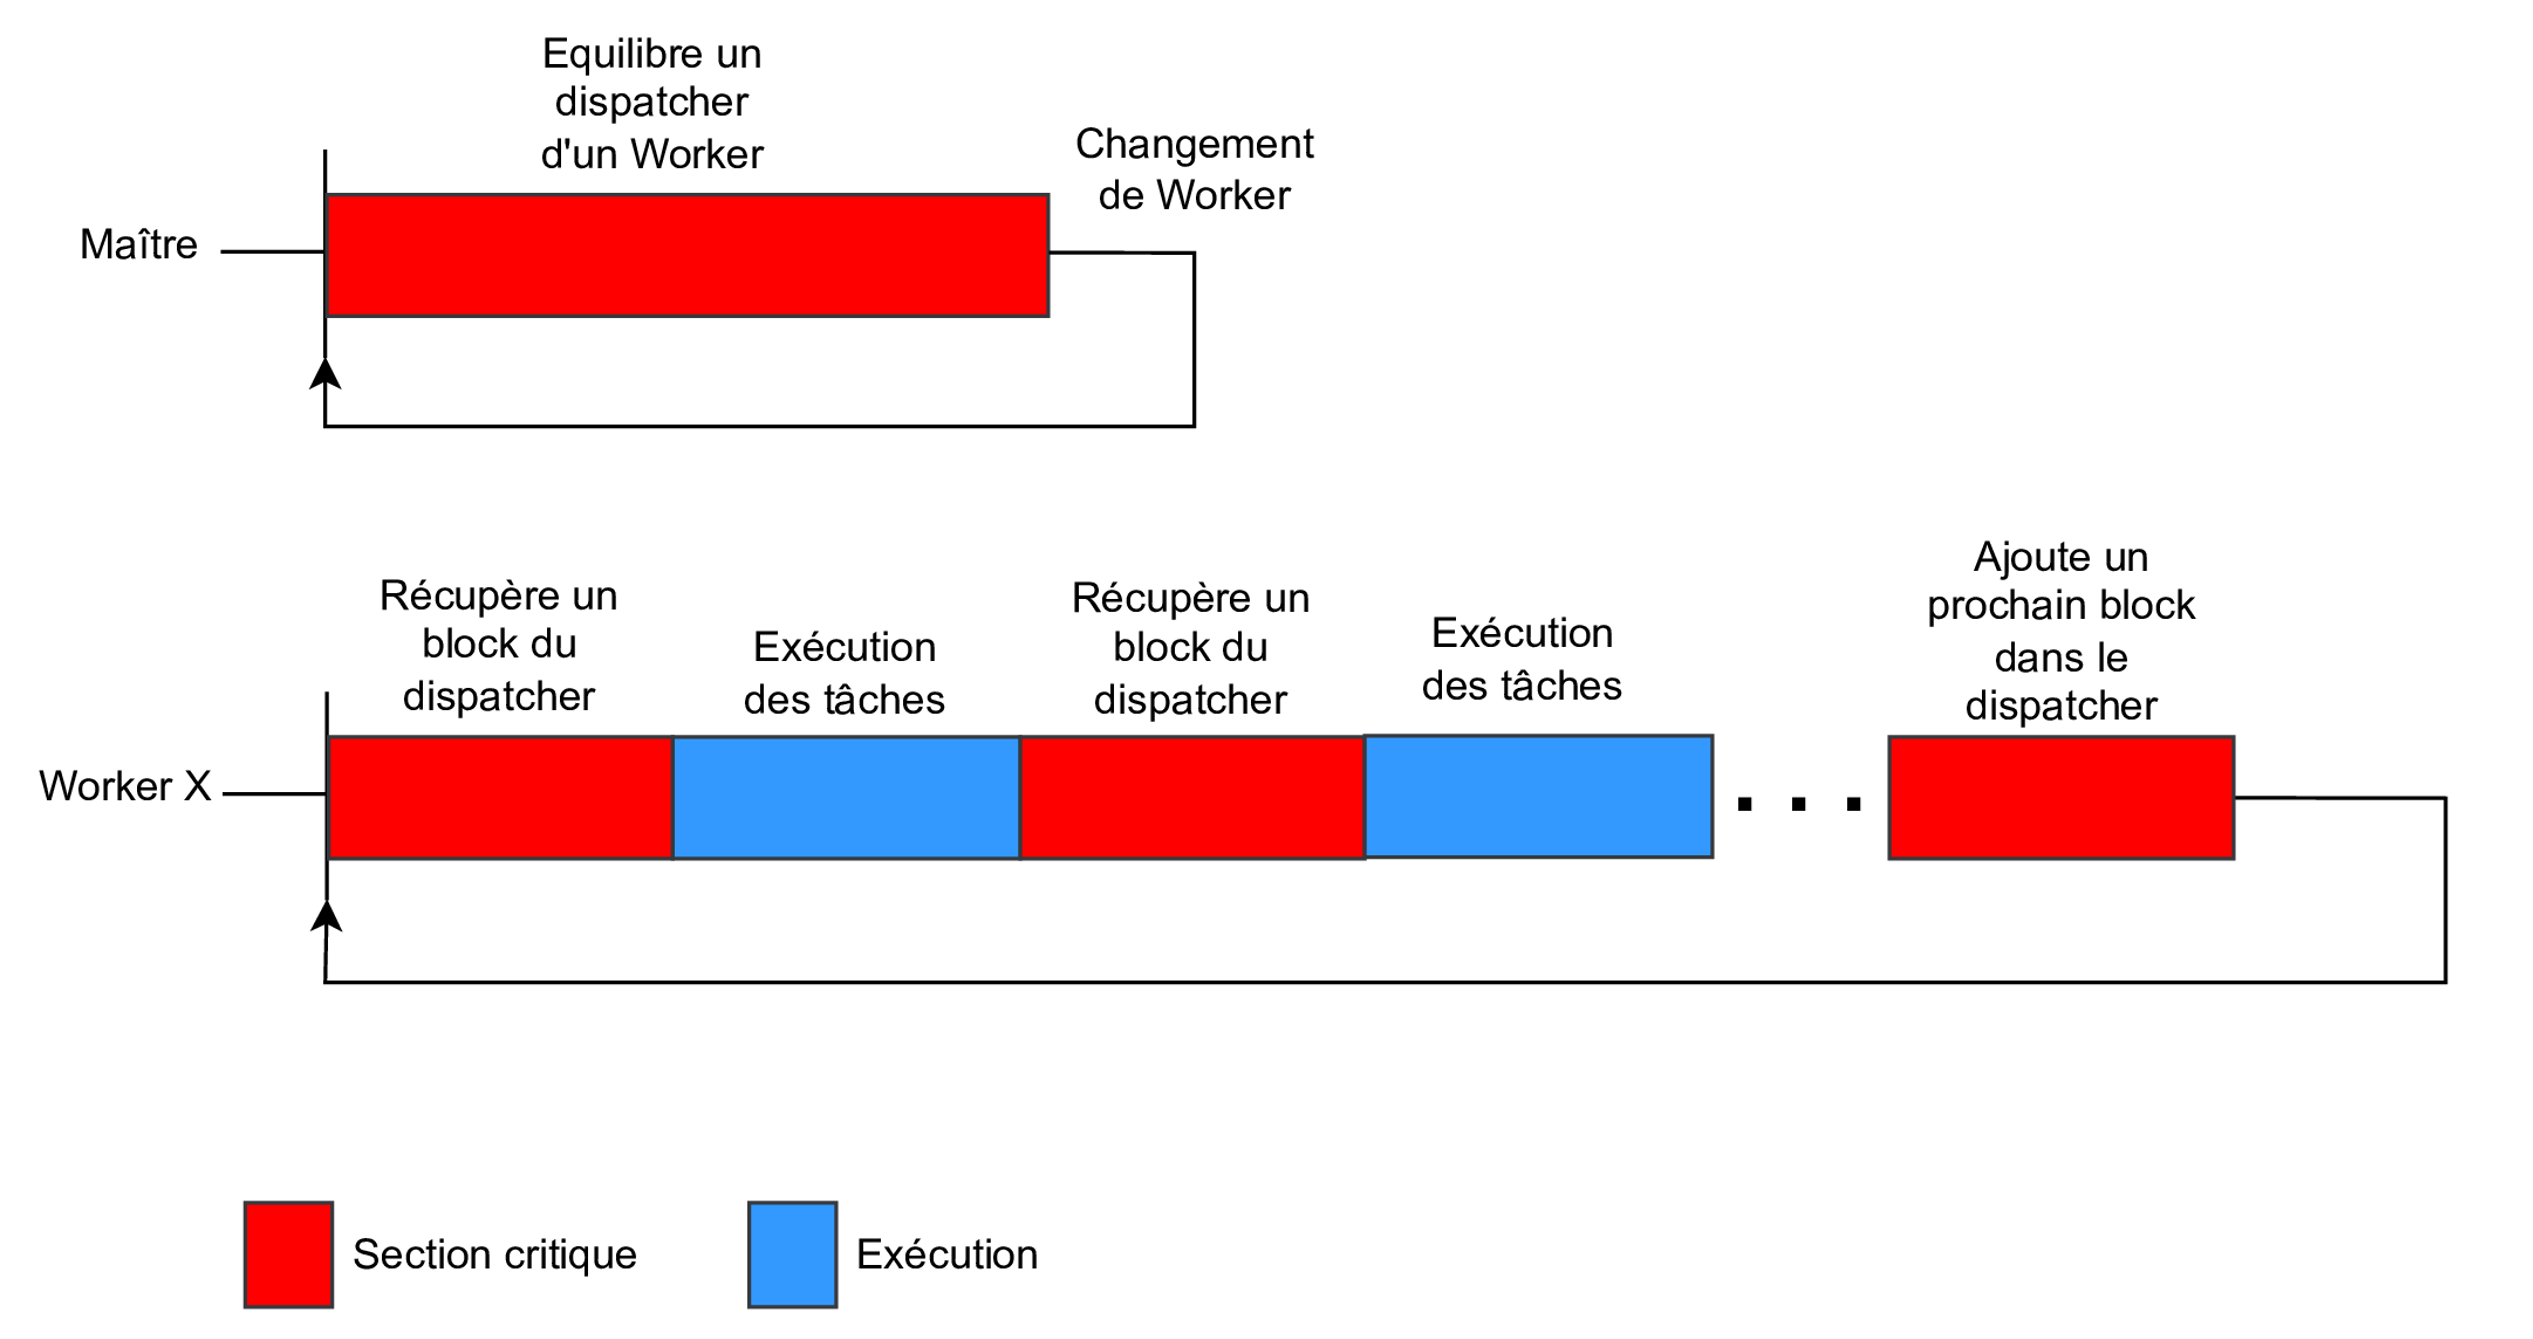 Equilibre un
dispatcher
d'un Worker
Changement
de Worker
Maître
Récupère un
block du
dispatcher
Exécution
des tâches
Récupère un
block du
dispatcher
Exécution
des tâches
Ajoute un
prochain block
dans le
dispatcher
Worker X
Section critique
Exécution